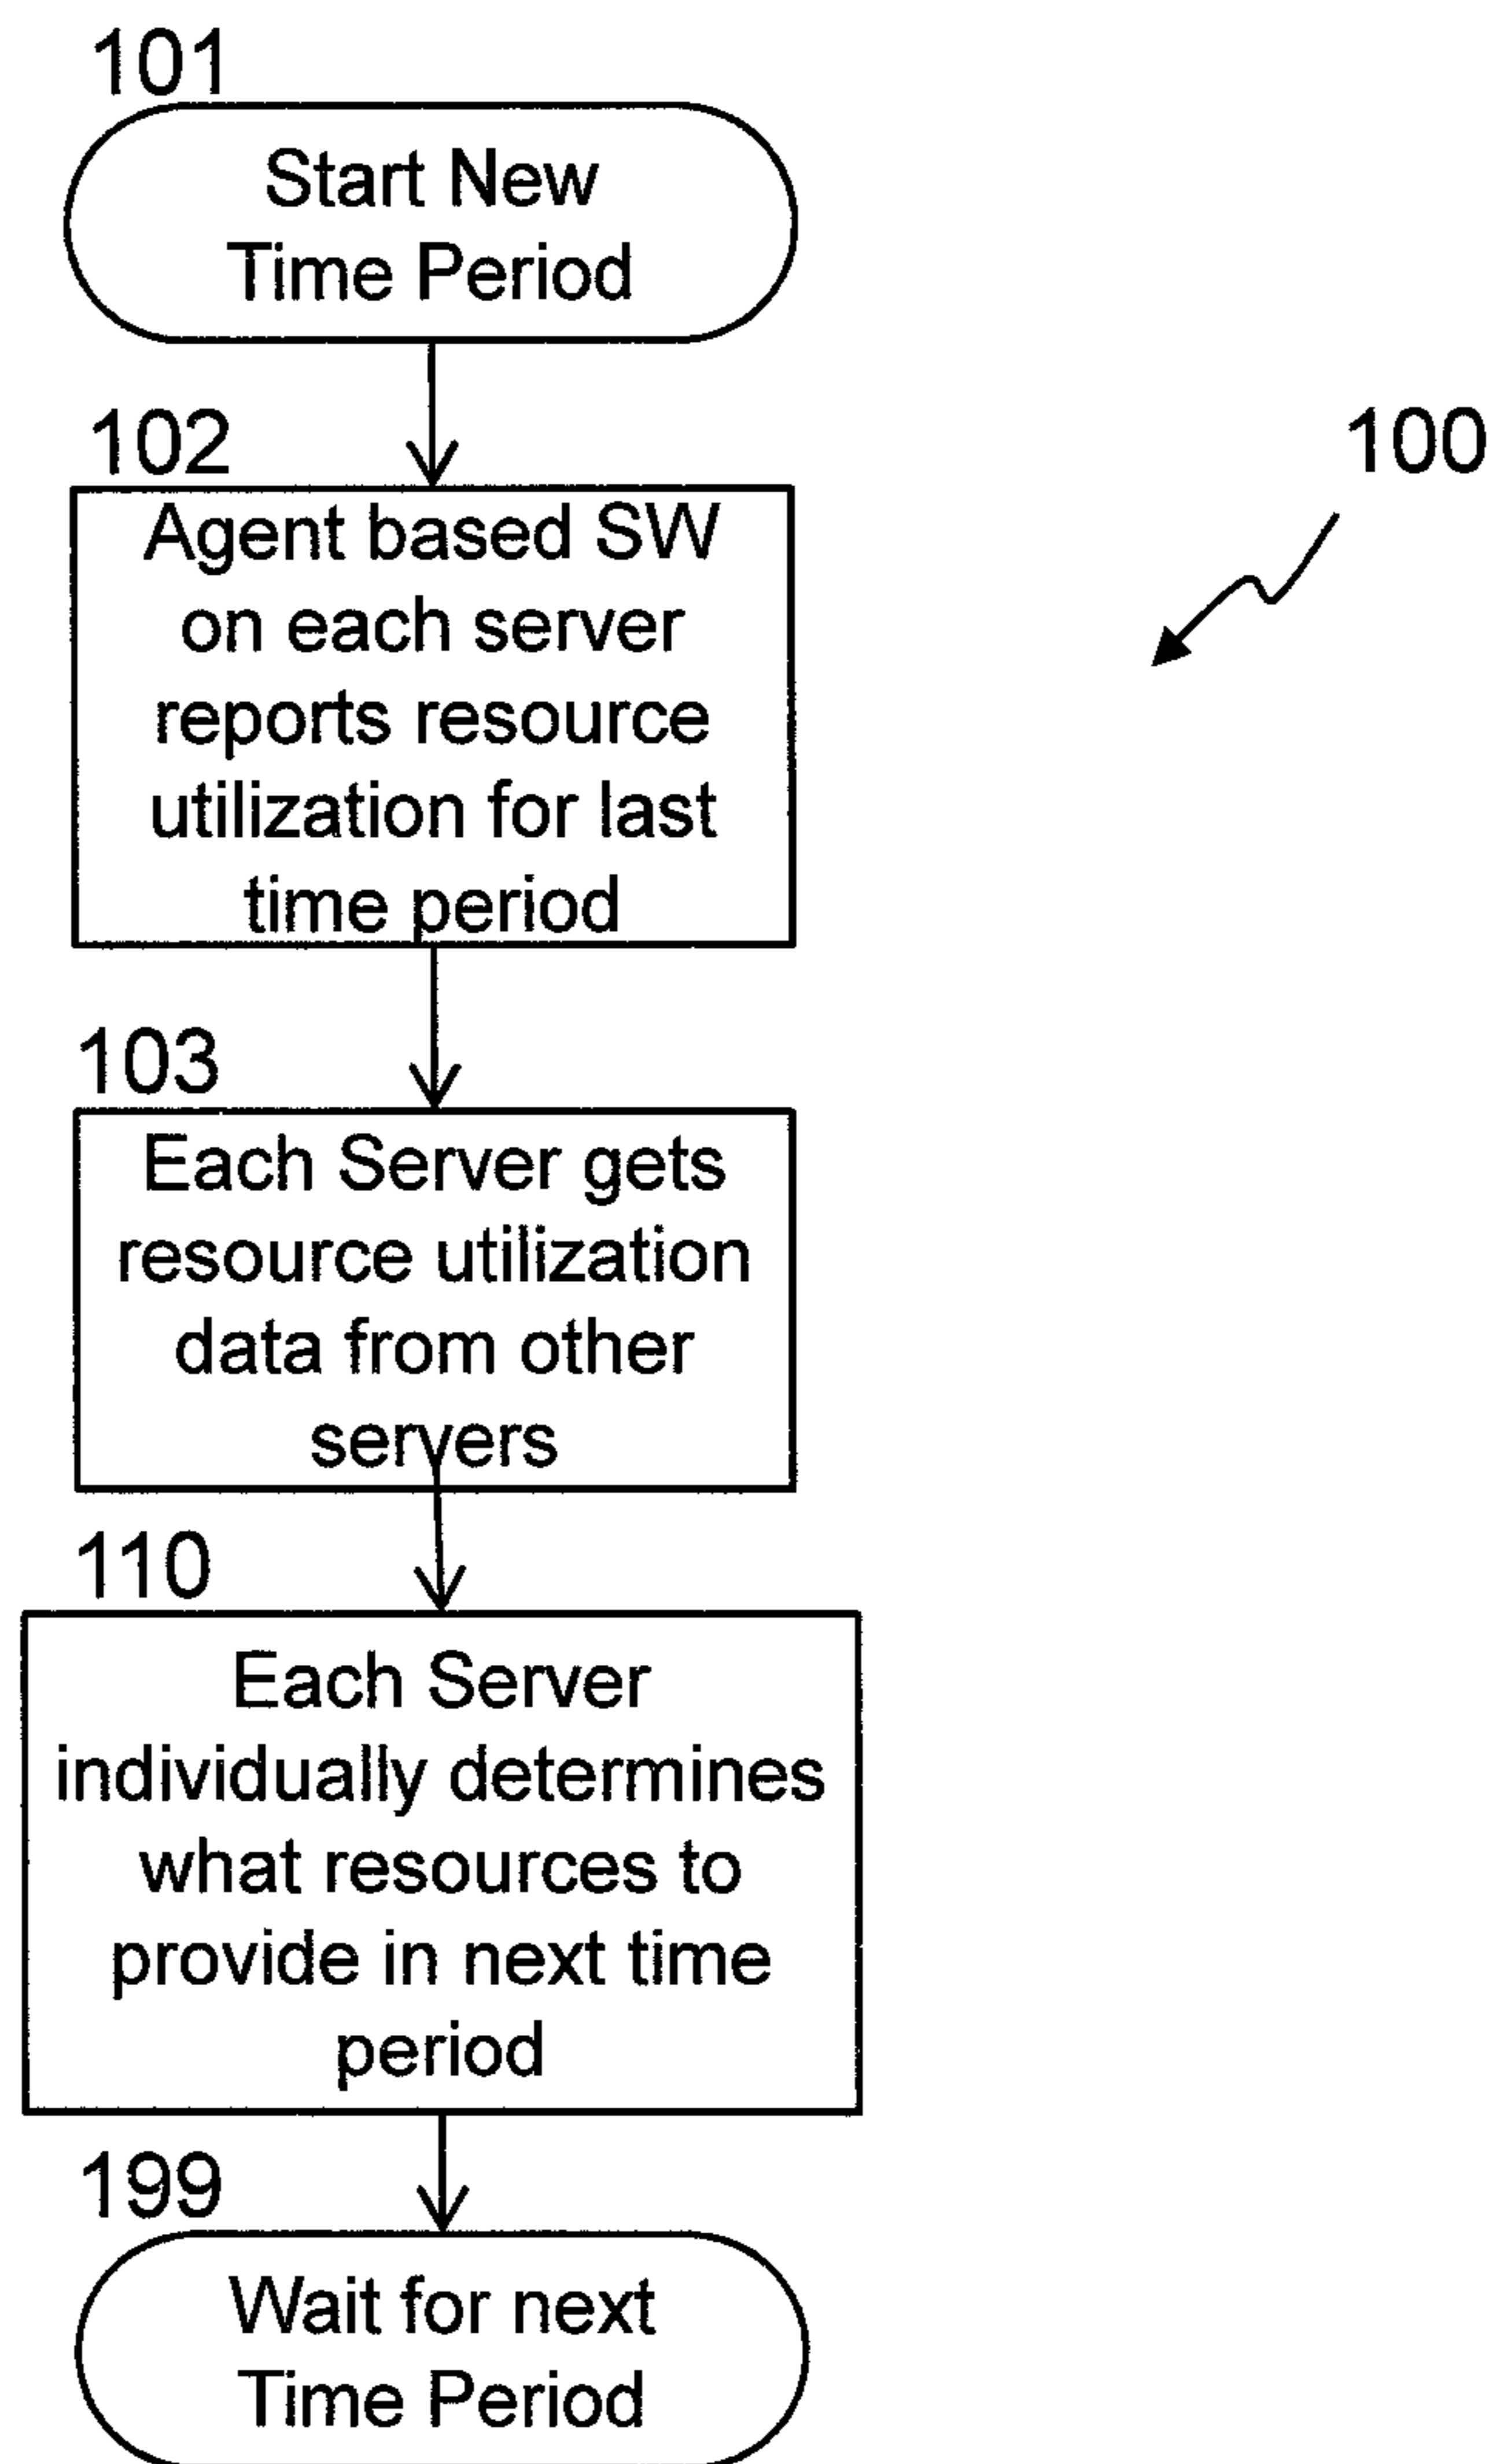 101
Start New
Time Period
102
100
Agent based SW
on each server
reports resource
utilization for last
time period
103
Each Server gets
resource utilization
data from other
servers
110
Each Server
individually determines
what resources to
provide in next time
period
199
Wait for next
Time Period